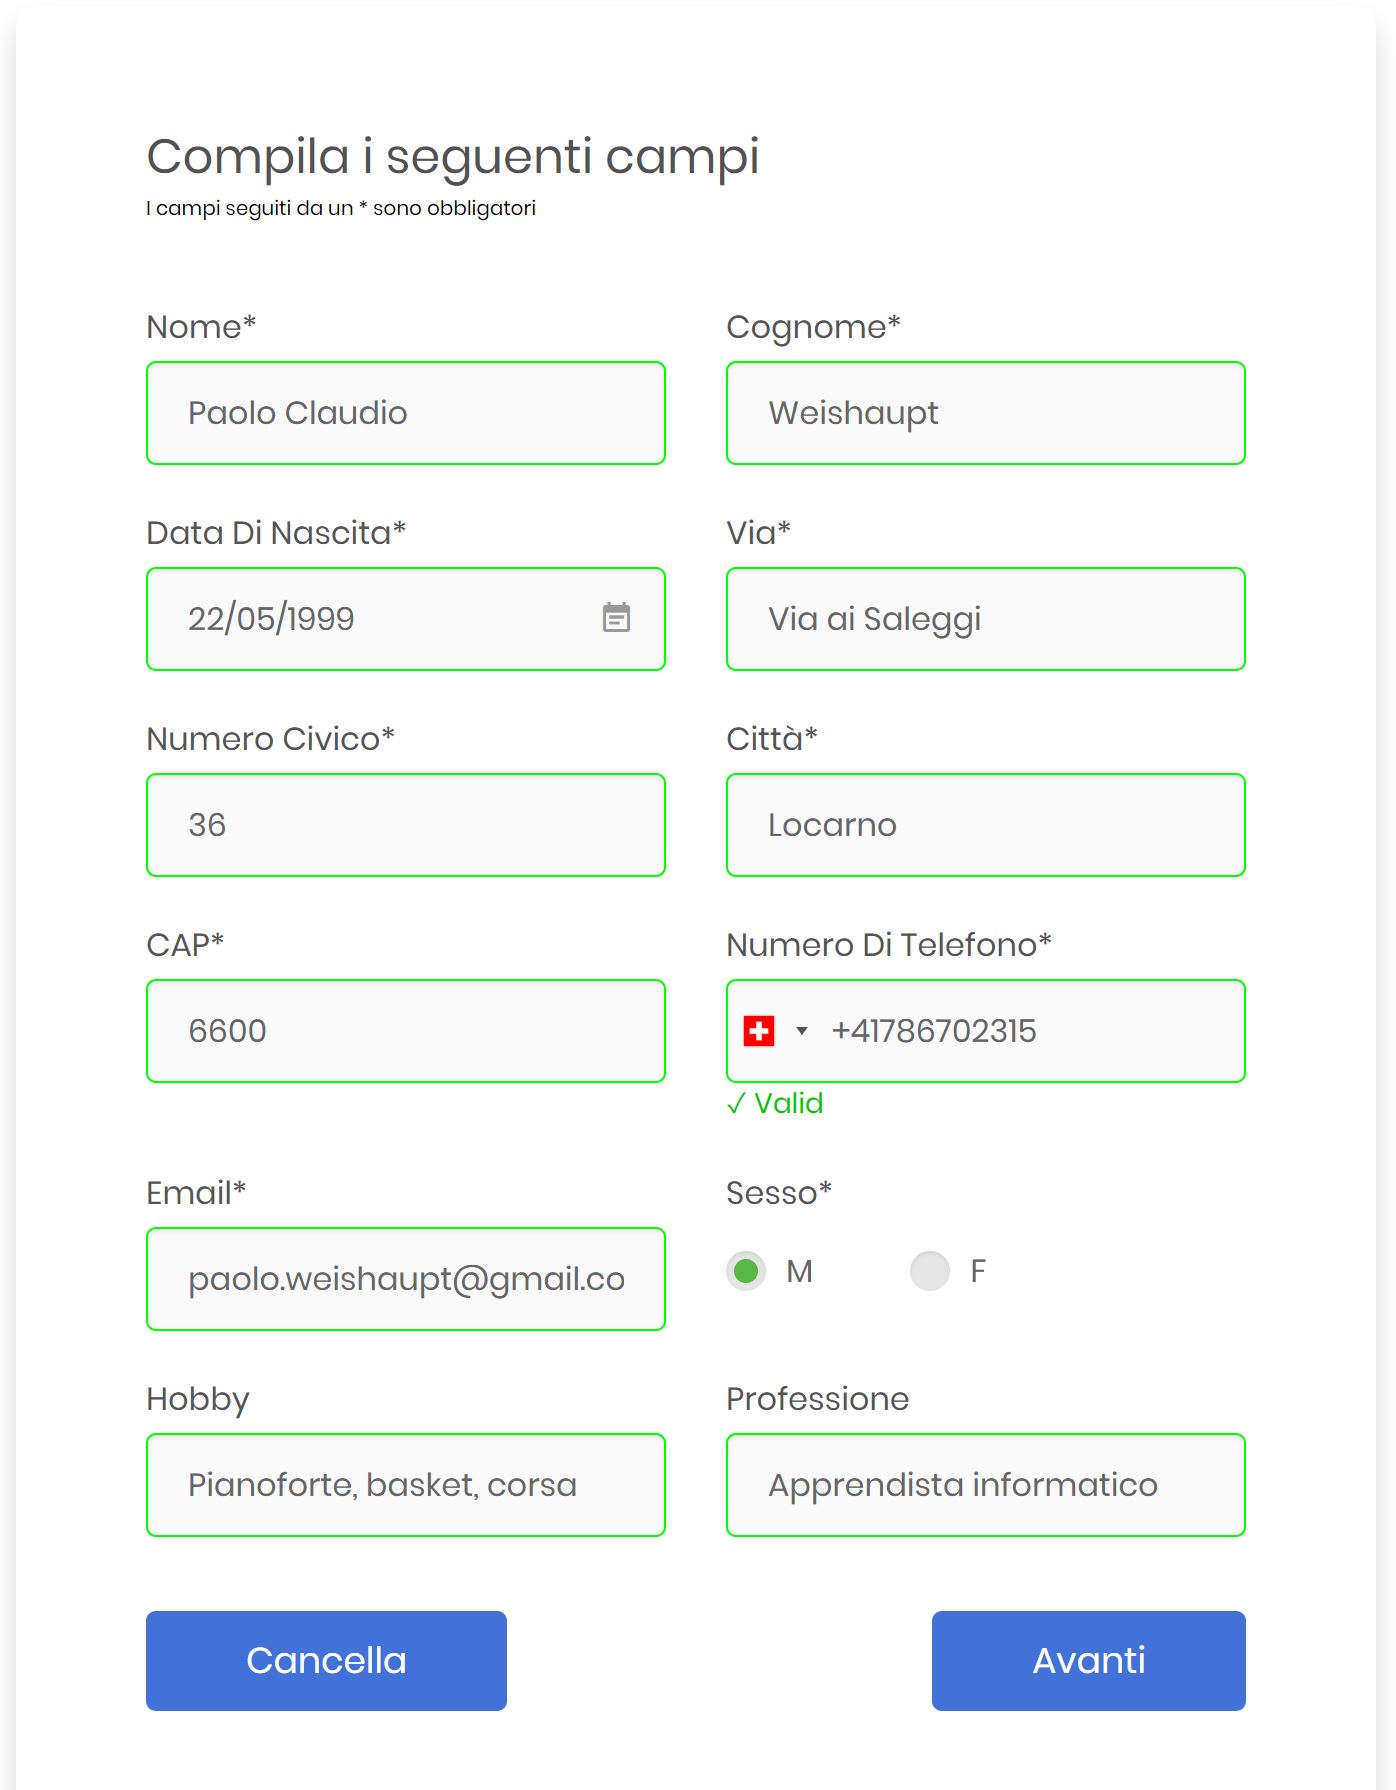 Compila i seguenti campi
I campi seguiti da un * sono obbligatori
Nome*
Cognome*
Paolo Claudio
Weishaupt
Data Di Nascita*
Via*
22/05/1999
Via ai Saleggi
Numero Civico*
Città*
36
Locarno
CAP*
Numero Di Telefono*
6600
+41786702315
✓ Valid
Email*
Sesso*
paolo.weishaupt@gmail.co
M
F
Hobby
Professione
Pianoforte, basket, corsa
Apprendista informatico
Cancella
Avanti